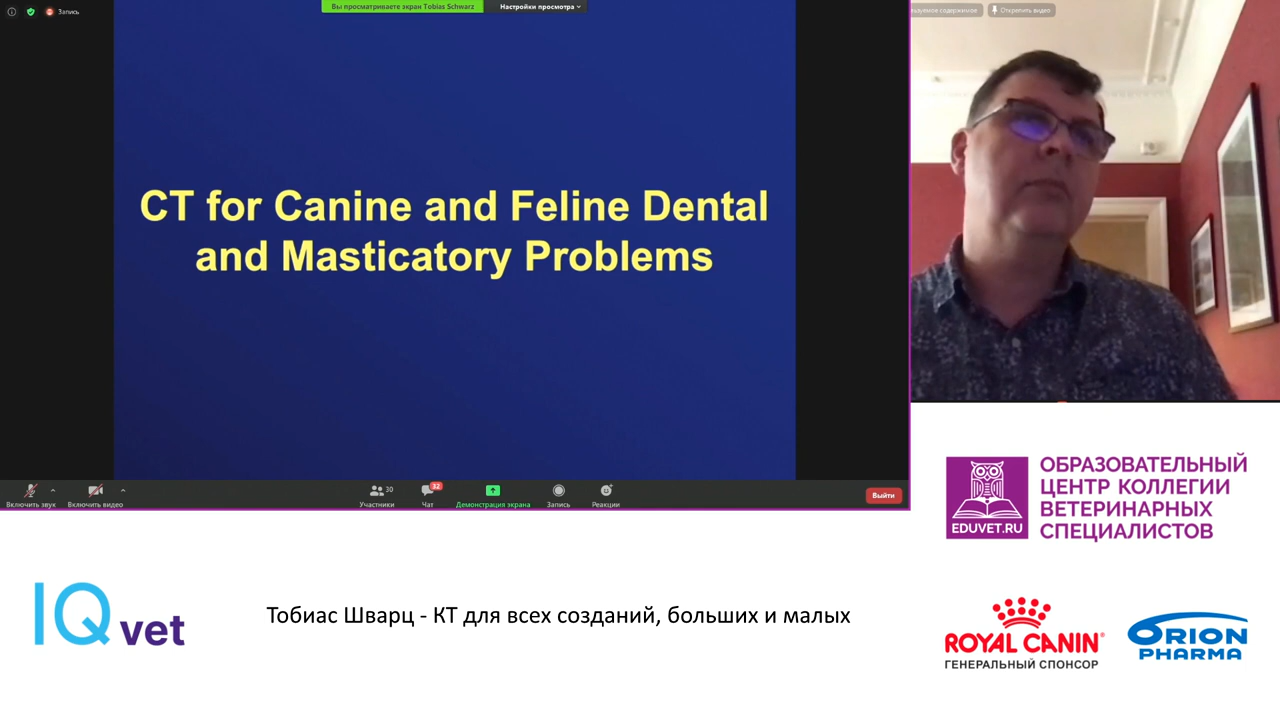 Запись
Вы просматриваете экран Tobias Schwarz
Настройки просмотра
Открепить видео
CT for Canine and Feline Dental
and Masticatory Problems
Включить звук
Включить видео
30
Участники
32
Чат
Демонстрация экрана
Запись
Реакции
Выйти
EDUVET.RU
ОБРАЗОВАТЕЛЬНЫЙ
ЦЕНТР КОЛЛЕГИИ
ВЕТЕРИНАРНЫХ
СПЕЦИАЛИСТОВ
IQ vet
Тобиас Шварц - КТ для всех созданий, больших и малых
ROYAL CANIN®
ГЕНЕРАЛЬНЫЙ СПОНСОР
ORION
PHARMA